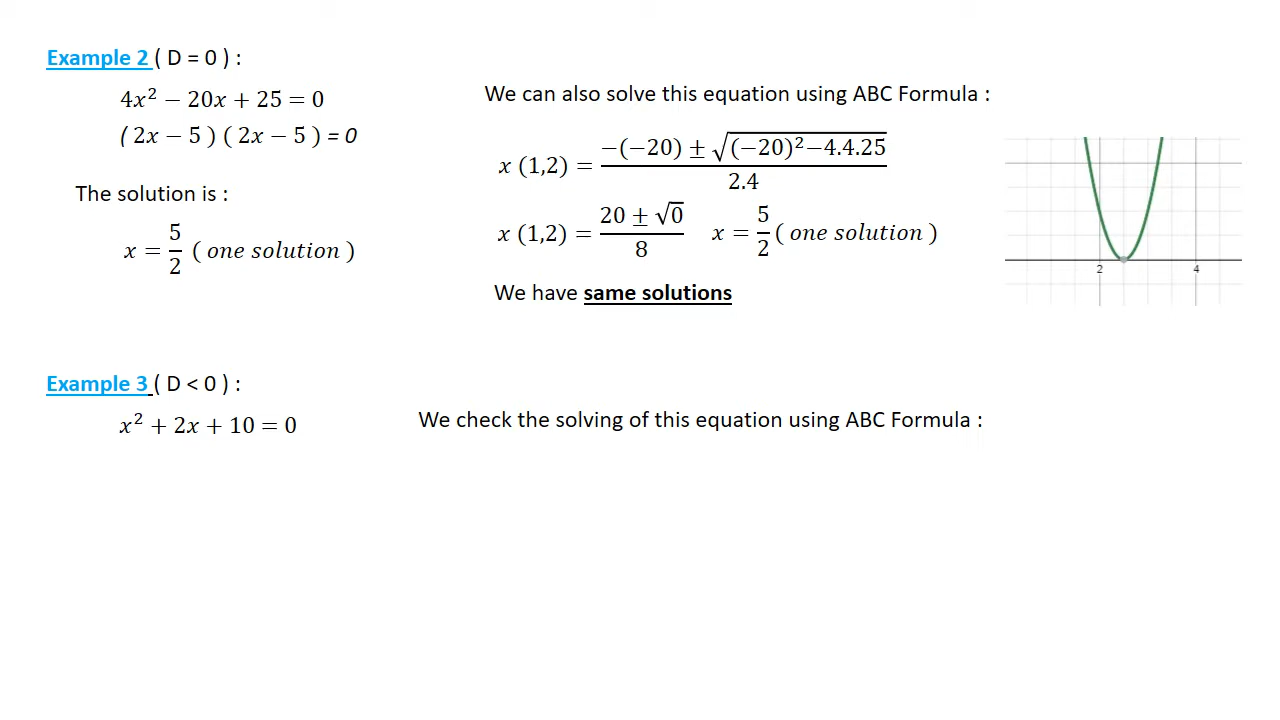 Example 2 ( D = 0 ) :
4x² − 20x + 25 = 0
( 2x − 5 ) ( 2x − 5 ) = 0
The solution is :
x = 5/2 ( one solution )
We can also solve this equation using ABC Formula :
x (1,2) = (−(−20) ± √((−20)²−4.4.25)) / 2.4
x (1,2) = (20 ± √0) / 8   x = 5/2 ( one solution )
We have same solutions
2 4
Example 3 ( D < 0 ) :
x² + 2x + 10 = 0
We check the solving of this equation using ABC Formula :